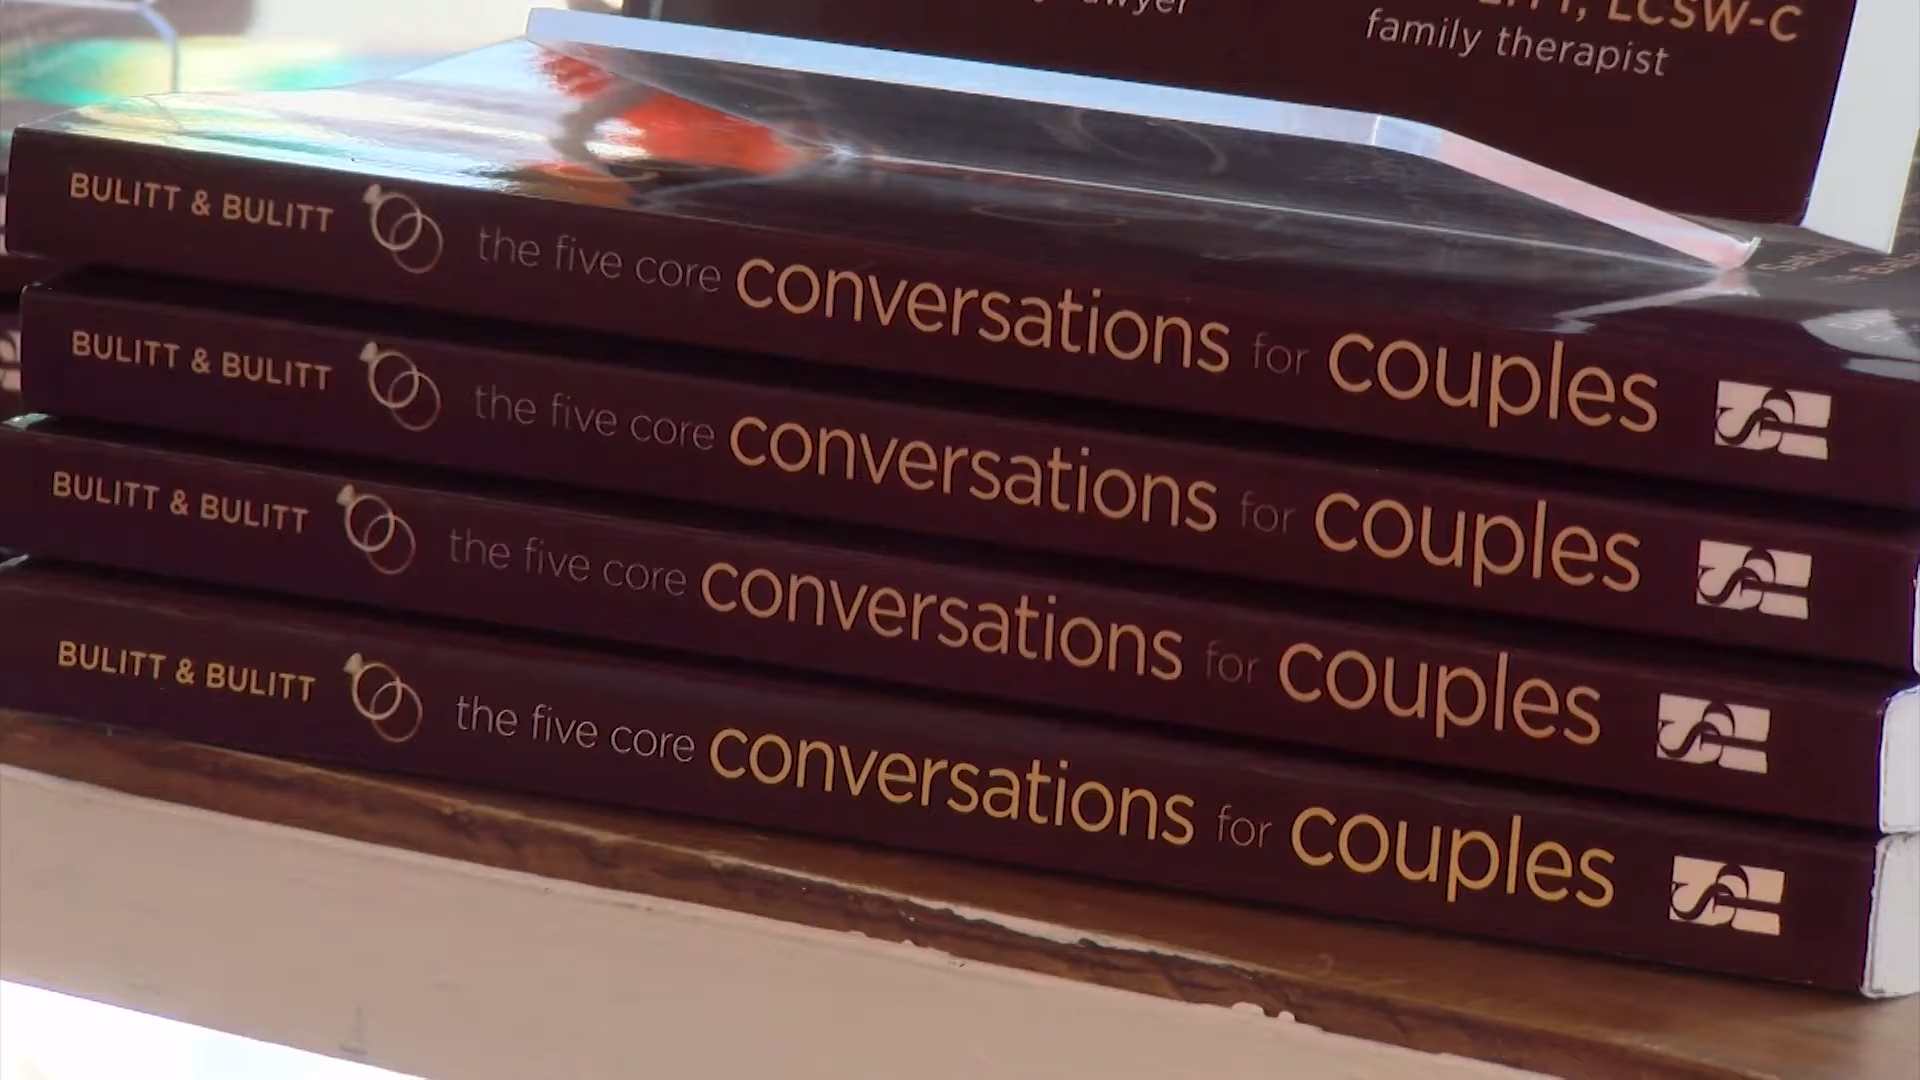 LCSW-C
family therapist
BULITT & BULITT the five core conversations for couples
BULITT & BULITT the five core conversations for couples
BULITT & BULITT the five core conversations for couples
BULITT & BULITT the five core conversations for couples